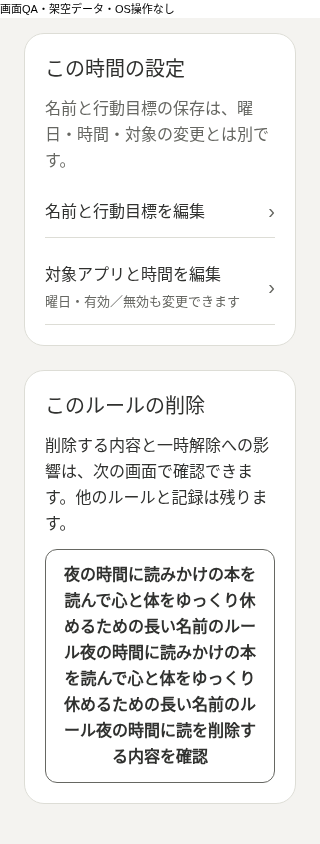 画面QA・架空データ・OS操作なし
この時間の設定
名前と行動目標の保存は、曜
日・時間・対象の変更とは別で
す。
名前と行動目標を編集
›
対象アプリと時間を編集
曜日・有効／無効も変更できます
›
このルールの削除
削除する内容と一時解除への影
響は、次の画面で確認できま
す。他のルールと記録は残りま
す。
夜の時間に読みかけの本を
読んで心と体をゆっくり休
めるための長い名前のルー
ル夜の時間に読みかけの本
を読んで心と体をゆっくり
休めるための長い名前のル
ール夜の時間に読を削除す
る内容を確認